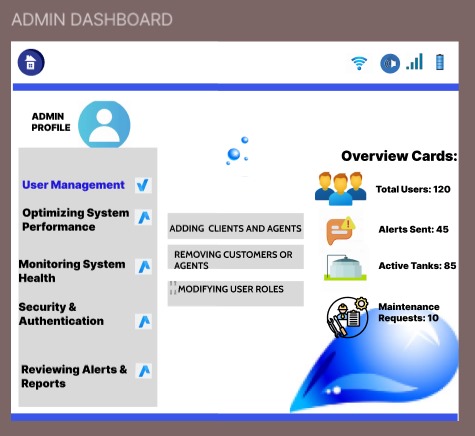 ADMIN DASHBOARD
ADMIN
PROFILE
User Management
Optimizing System
Performance
Monitoring System
Health
Security &
Authentication
Reviewing Alerts &
Reports
ADDING CLIENTS AND AGENTS
REMOVING CUSTOMERS OR
AGENTS
MODIFYING USER ROLES
Overview Cards:
Total Users: 120
Alerts Sent: 45
Active Tanks: 85
Maintenance
Requests: 10